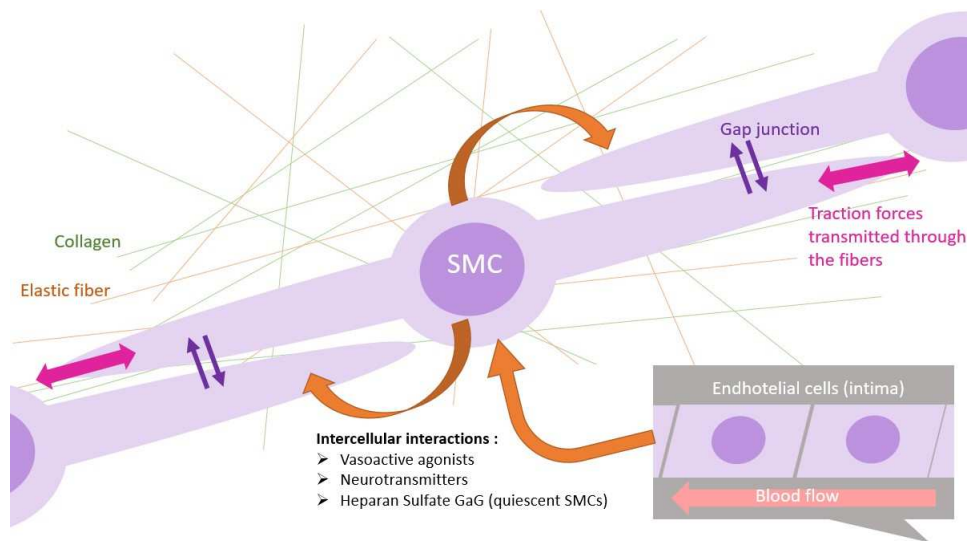 Gap junction
Traction forces
transmitted through
the fibers
Collagen
SMC
Elastic fiber
Endhotelial cells (intima)
Intercellular interactions :
➢ Vasoactive agonists
➢ Neurotransmitters
➢ Heparan Sulfate GaG (quiescent SMCs)
Blood flow